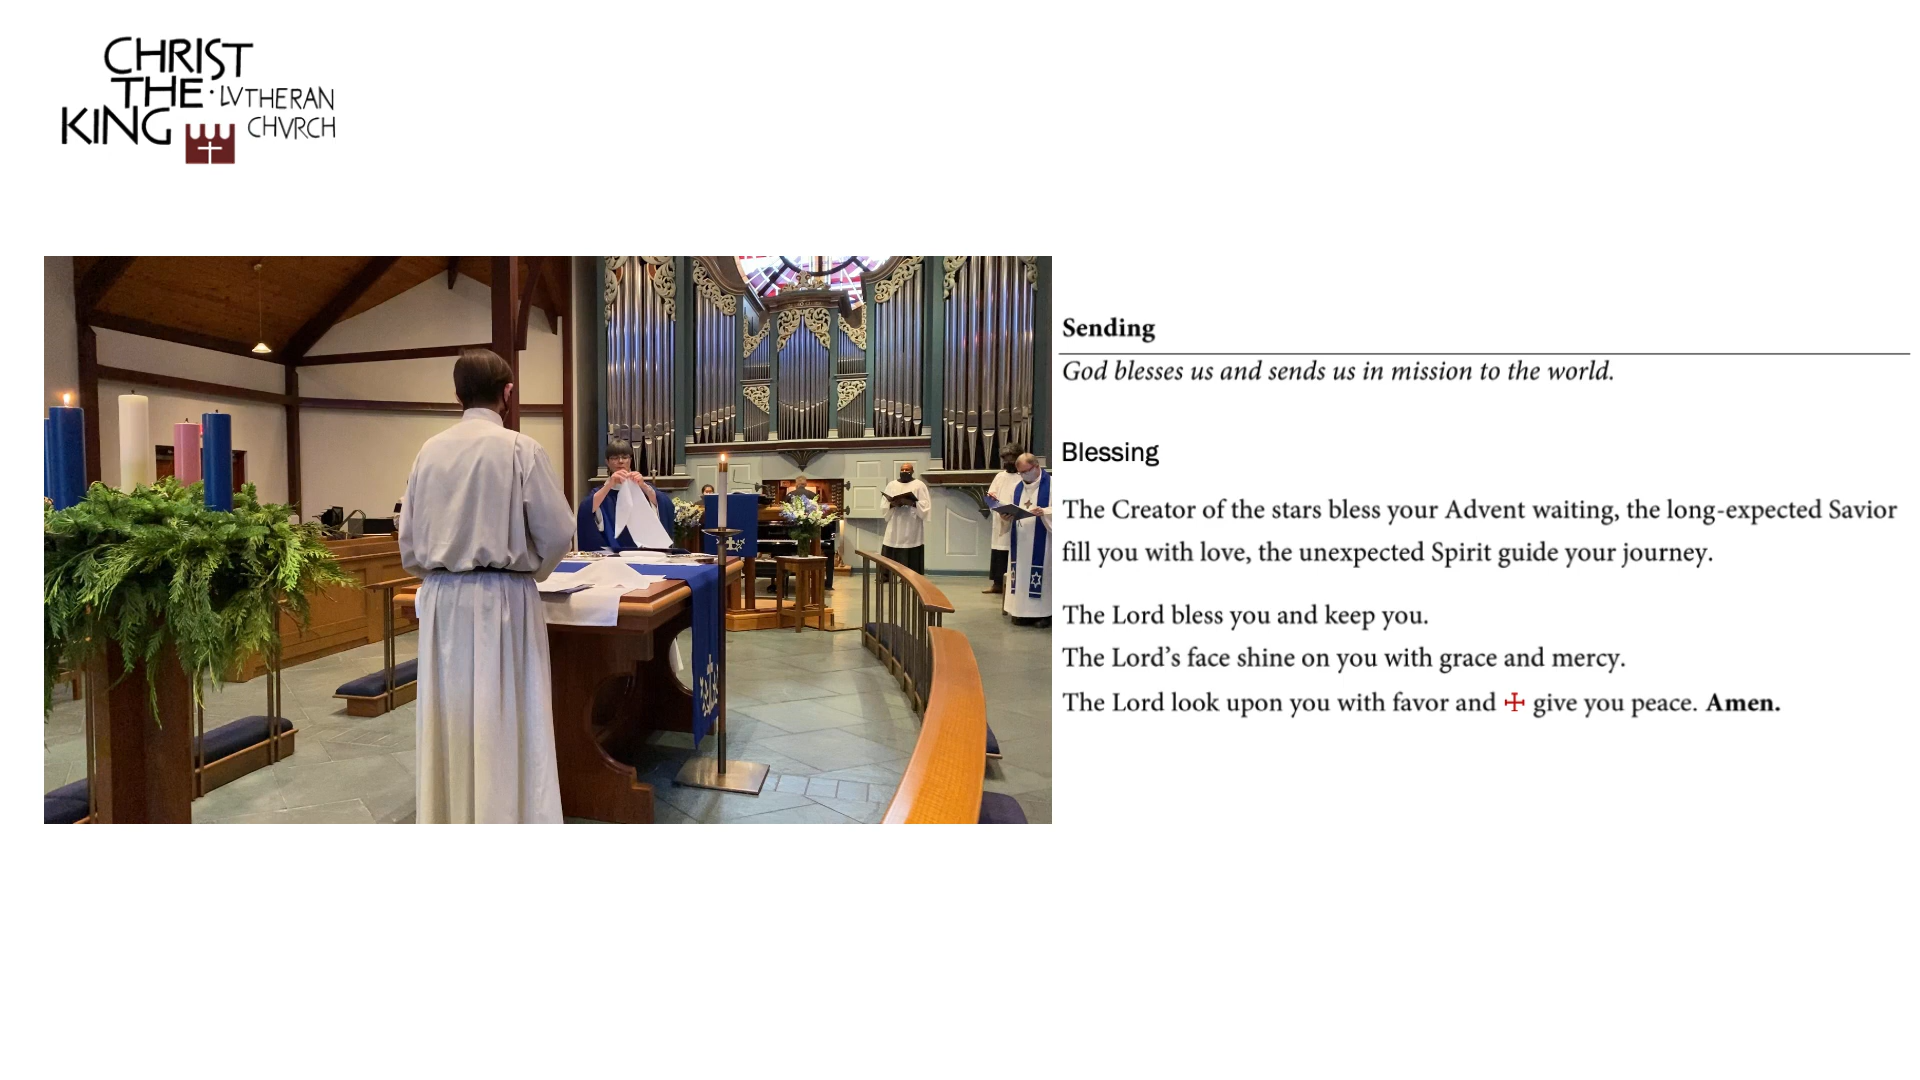 CHRIST
THE · LVTHERAN
KING CHVRCH
Sending
God blesses us and sends us in mission to the world.
Blessing
The Creator of the stars bless your Advent waiting, the long-expected Savior
fill you with love, the unexpected Spirit guide your journey.
The Lord bless you and keep you.
The Lord’s face shine on you with grace and mercy.
The Lord look upon you with favor and ☩ give you peace. Amen.